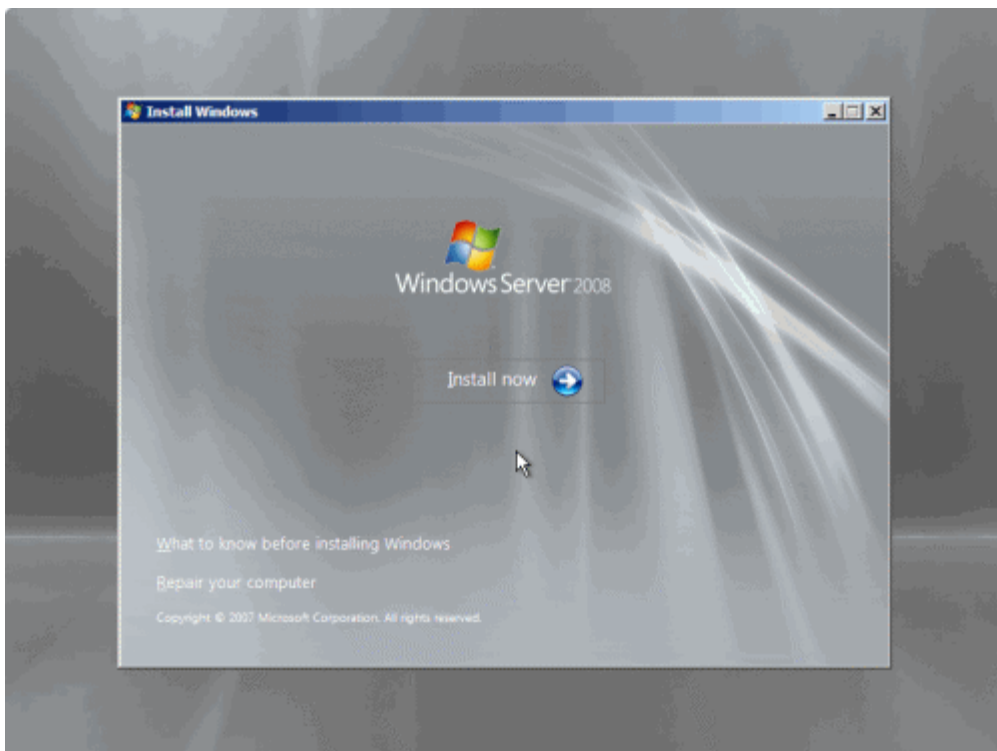 Install Windows
Windows Server 2008
Install now
What to know before installing Windows
Repair your computer
Copyright © 2007 Microsoft Corporation. All rights reserved.